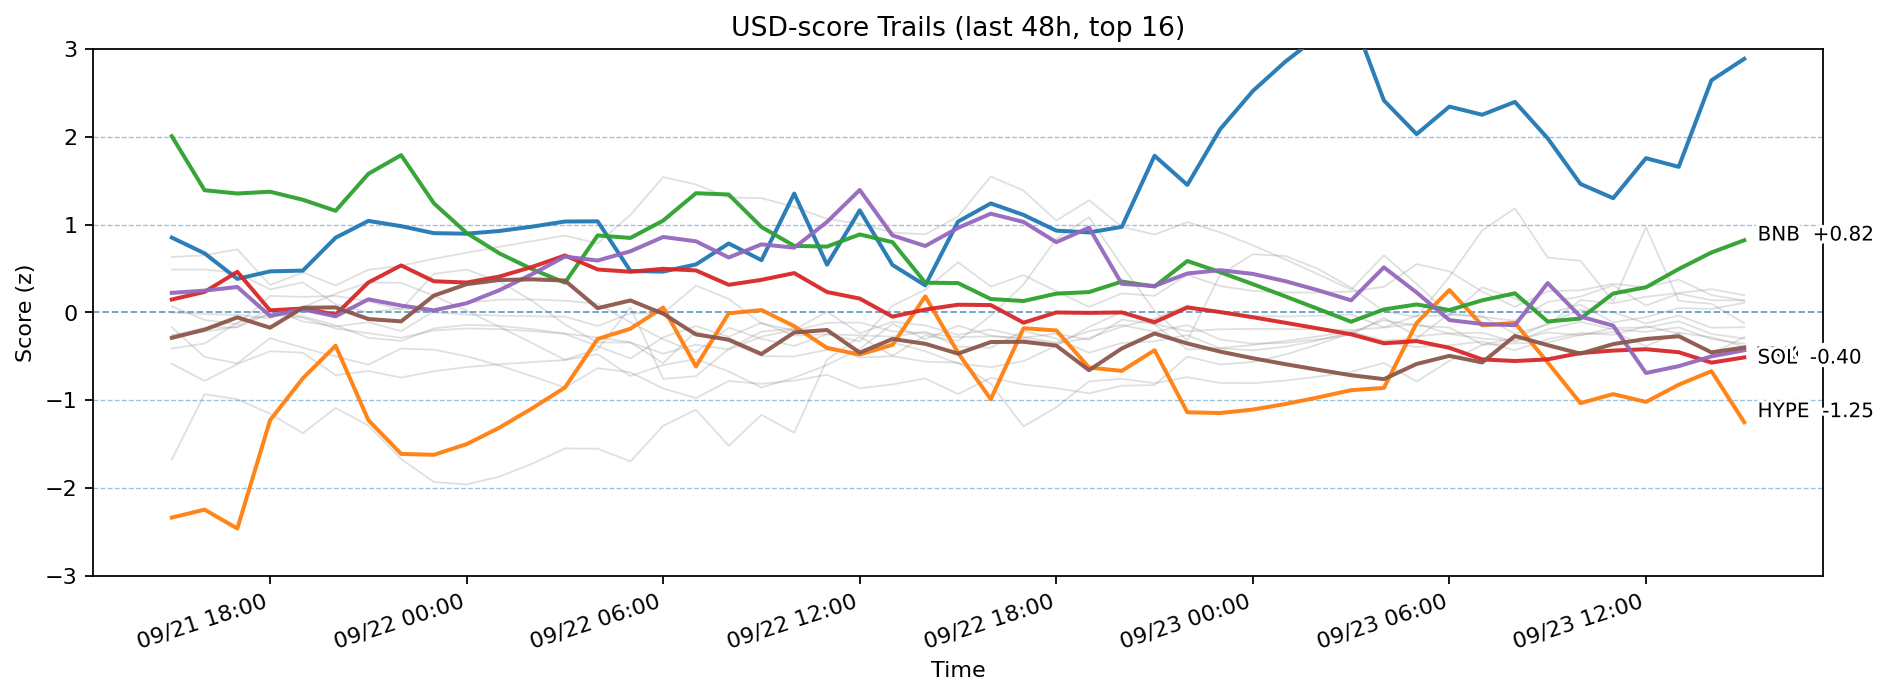 USD-score Trails (last 48h, top 16)
Score (z)
3
2
1
0
−1
−2
−3
BNB +0.82
SOL -0.40
HYPE -1.25
09/21 18:00
09/22 00:00
09/22 06:00
09/22 12:00
09/22 18:00
09/23 00:00
09/23 06:00
09/23 12:00
Time